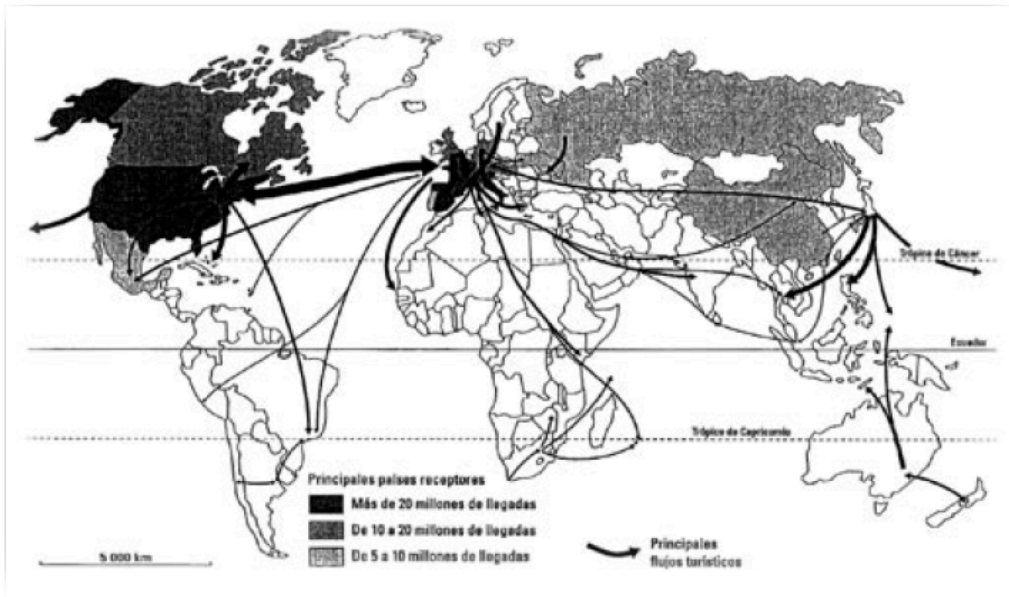 Trópico de Cáncer
Ecuador
Trópico de Capricornio
Principales países receptores
Más de 20 millones de llegadas
De 10 a 20 millones de llegadas
De 5 a 10 millones de llegadas
5 000 km
Principales
flujos turísticos